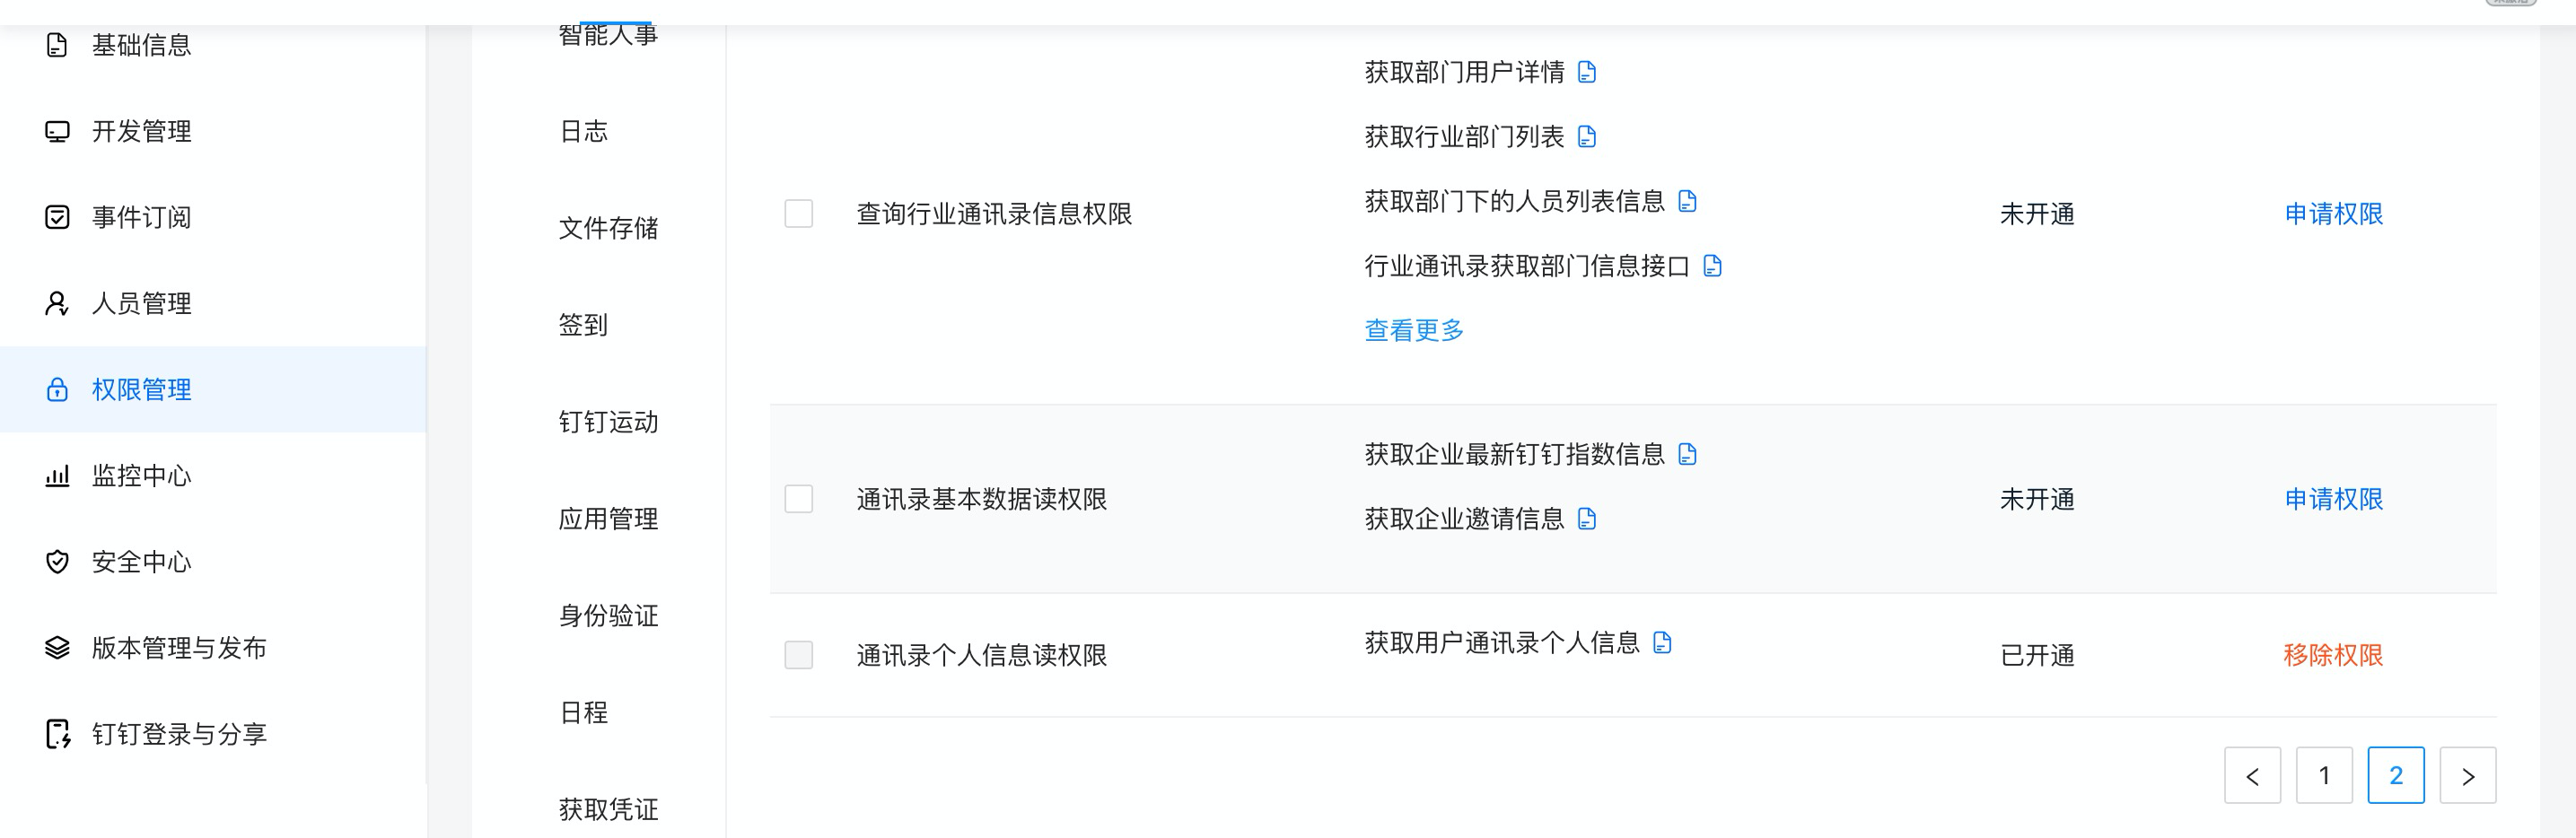 基础信息
开发管理
事件订阅
人员管理
权限管理
监控中心
安全中心
版本管理与发布
钉钉登录与分享
智能人事
日志
文件存储
签到
钉钉运动
应用管理
身份验证
日程
获取凭证
获取部门用户详情
获取行业部门列表
查询行业通讯录信息权限
获取部门下的人员列表信息
未开通
申请权限
行业通讯录获取部门信息接口
查看更多
获取企业最新钉钉指数信息
通讯录基本数据读权限
未开通
申请权限
获取企业邀请信息
通讯录个人信息读权限
获取用户通讯录个人信息
已开通
移除权限
< 1 2 >